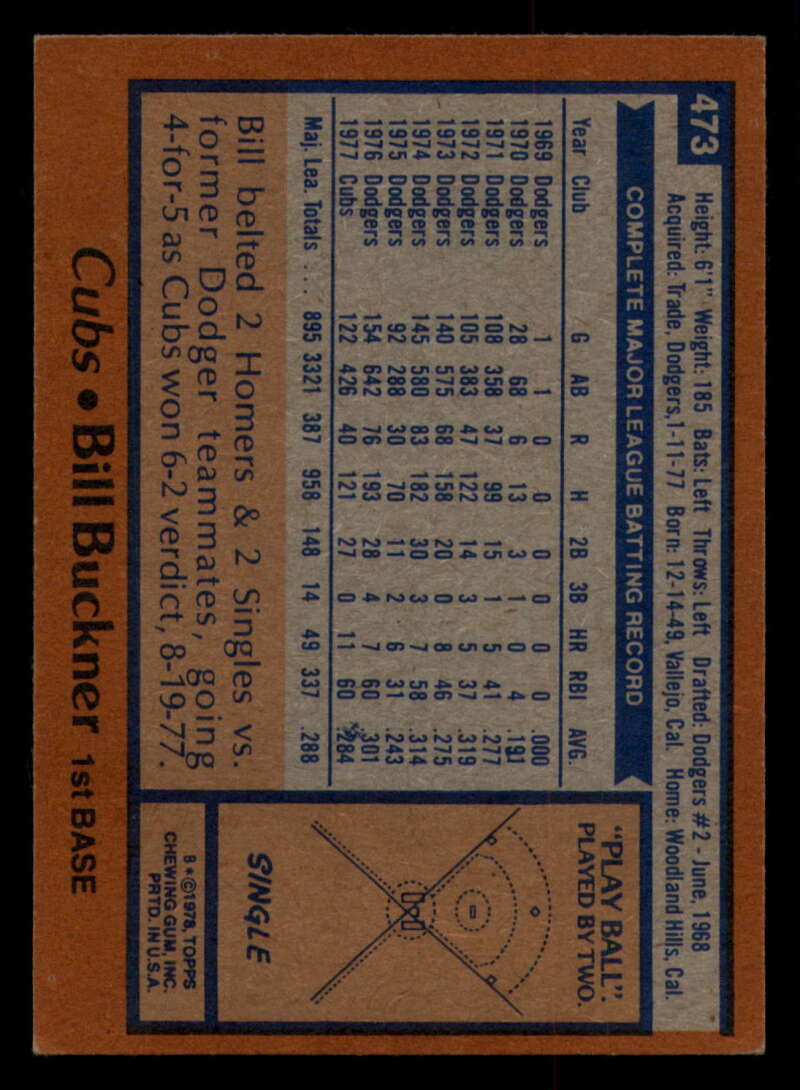 473
Height: 6'1" Weight: 185 Bats: Left Throws: Left Drafted: Dodgers #2 - June, 1968
Acquired: Trade, Dodgers, 1-11-77 Born: 12-14-49, Vallejo, Cal. Home: Woodland Hills, Cal.
COMPLETE MAJOR LEAGUE BATTING RECORD
Year Club G AB R H 2B 3B HR RBI AVG.
1969 Dodgers 1 1 0 0 0 0 0 0 .000
1970 Dodgers 28 68 6 13 3 1 0 4 .191
1971 Dodgers 108 358 37 99 15 1 5 41 .277
1972 Dodgers 105 383 47 122 14 3 5 37 .319
1973 Dodgers 140 575 68 158 20 0 8 46 .275
1974 Dodgers 145 580 83 182 30 3 7 58 .314
1975 Dodgers 92 288 30 70 11 2 6 31 .243
1976 Dodgers 154 642 76 193 28 4 7 60 .301
1977 Cubs 122 426 40 121 27 0 11 60 .284
Maj. Lea. Totals .... 895 3321 387 958 148 14 49 337 .288
Bill belted 2 Homers & 2 Singles vs.
former Dodger teammates, going
4-for-5 as Cubs won 6-2 verdict, 8-19-77.
"PLAY BALL".
PLAYED BY TWO.
SINGLE
B*©1978, TOPPS
CHEWING GUM, INC.
PRTD. IN U.S.A.
Cubs • Bill Buckner 1st BASE